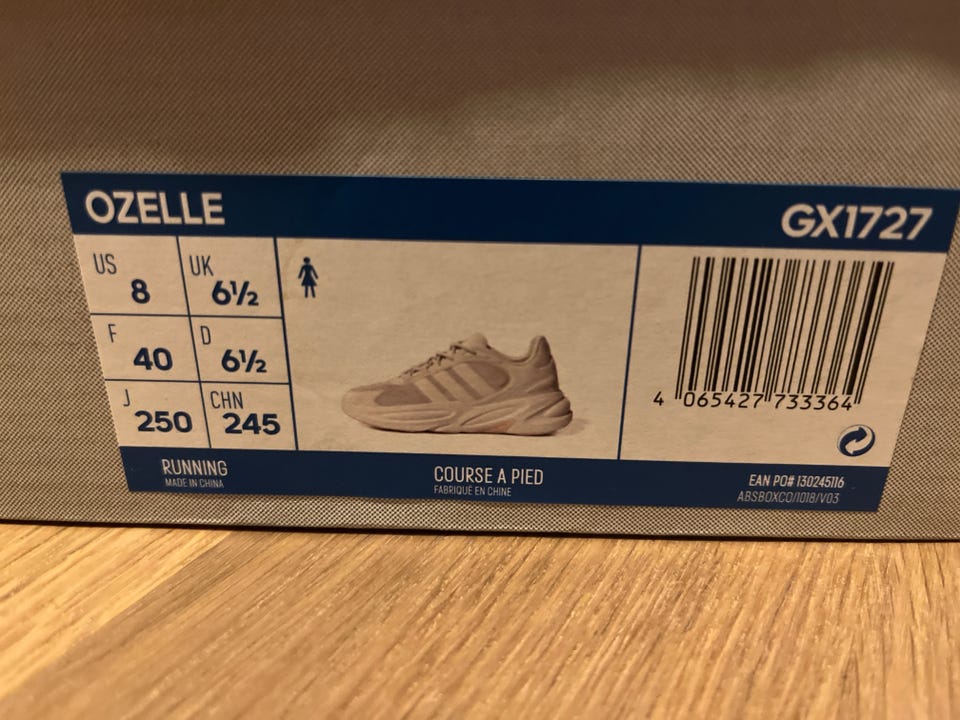 OZELLE GX1727
US 8 UK 6½
F 40 D 6½
J 250 CHN 245
4 065427 733364
RUNNING
MADE IN CHINA
COURSE A PIED
FABRIQUÉ EN CHINE
EAN PO# 130245116
ABSBOXCO/1018/V03